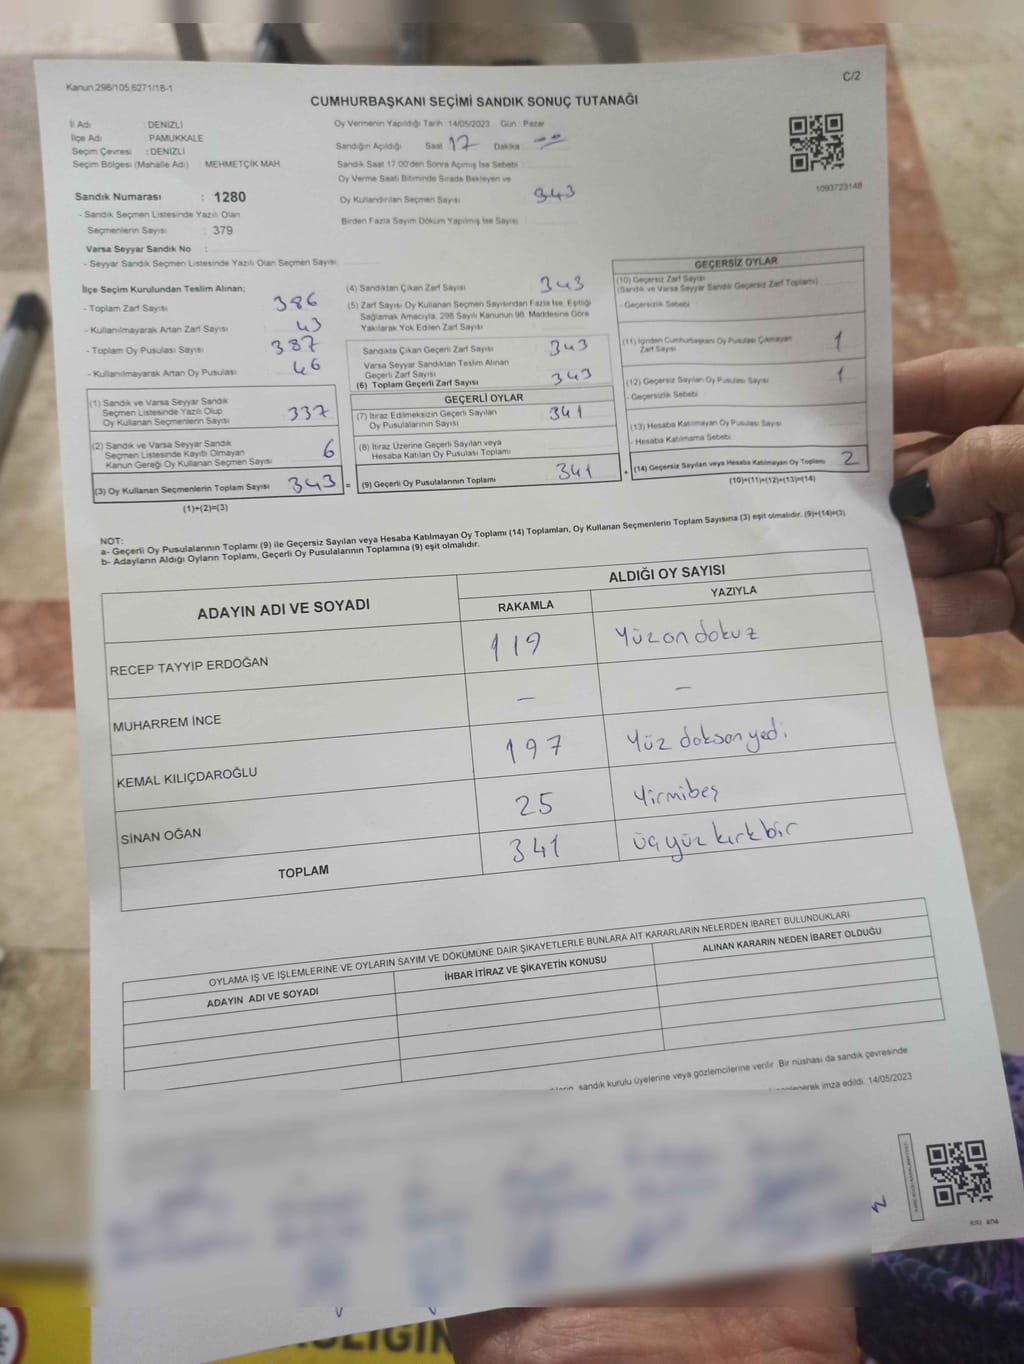 Kanun:298/105,6271/18-1
C/2
CUMHURBAŞKANI SEÇİMİ SANDIK SONUÇ TUTANAĞI
İl Adı : DENİZLİ
İlçe Adı : PAMUKKALE
Seçim Çevresi : DENİZLİ
Seçim Bölgesi (Mahalle Adı) : MEHMETÇİK MAH
Oy Vermenin Yapıldığı Tarih :14/05/2023 Gün : Pazar
Sandığın Açıldığı Saat 17 Dakika
Sandık Saat 17.00'den Sonra Açılmış İse Sebebi :
Oy Verme Saati Bitiminde Sırada Bekleyen ve
Oy Kullandırılan Seçmen Sayısı : 343
Birden Fazla Sayım Döküm Yapılmış İse Sayısı :
1093723148
Sandık Numarası : 1280
- Sandık Seçmen Listesinde Yazılı Olan
Seçmenlerin Sayısı : 379
Varsa Seyyar Sandık No :
- Seyyar Sandık Seçmen Listesinde Yazılı Olan Seçmen Sayısı
İlçe Seçim Kurulundan Teslim Alınan;
- Toplam Zarf Sayısı 386
- Kullanılmayarak Artan Zarf Sayısı 43
- Toplam Oy Pusulası Sayısı 387
- Kullanılmayarak Artan Oy Pusulası 46
(1) Sandık ve Varsa Seyyar Sandık
Seçmen Listesinde Yazılı Olup
Oy Kullanan Seçmenlerin Sayısı 337
(2) Sandık ve Varsa Seyyar Sandık
Seçmen Listesinde Kayıtlı Olmayan
Kanun Gereği Oy Kullanan Seçmen Sayısı 6
(3) Oy Kullanan Seçmenlerin Toplam Sayısı 343 =
(1)+(2)=(3)
(4) Sandıktan Çıkan Zarf Sayısı 343
(5) Zarf Sayısı Oy Kullanan Seçmen Sayısından Fazla İse, Eşitliği
Sağlamak Amacıyla, 298 Sayılı Kanunun 98. Maddesine Göre
Yakılarak Yok Edilen Zarf Sayısı
Sandıkta Çıkan Geçerli Zarf Sayısı 343
Varsa Seyyar Sandıktan Teslim Alınan
Geçerli Zarf Sayısı
(6) Toplam Geçerli Zarf Sayısı 343
GEÇERLİ OYLAR
(7) İtiraz Edilmeksizin Geçerli Sayılan
Oy Pusulalarının Sayısı 341
(8) İtiraz Üzerine Geçerli Sayılan veya
Hesaba Katılan Oy Pusulası Toplamı
(9) Geçerli Oy Pusulalarının Toplamı 341 +
GEÇERSİZ OYLAR
(10) Geçersiz Zarf Sayısı
(Sandık ve Varsa Seyyar Sandık Geçersiz Zarf Toplamı)
- Geçersizlik Sebebi
(11) İçinden Cumhurbaşkanı Oy Pusulası Çıkmayan
Zarf Sayısı 1
(12) Geçersiz Sayılan Oy Pusulası Sayısı 1
- Geçersizlik Sebebi
(13) Hesaba Katılmayan Oy Pusulası Sayısı
- Hesaba Katılmama Sebebi
(14) Geçersiz Sayılan veya Hesaba Katılmayan Oy Toplamı 2
(10)+(11)+(12)+(13)=(14)
NOT:
a- Geçerli Oy Pusulalarının Toplamı (9) ile Geçersiz Sayılan veya Hesaba Katılmayan Oy Toplamı (14) Toplamları, Oy Kullanan Seçmenlerin Toplam Sayısına (3) eşit olmalıdır. (9)+(14)=(3)
b- Adayların Aldığı Oyların Toplamı, Geçerli Oy Pusulalarının Toplamına (9) eşit olmalıdır.
ADAYIN ADI VE SOYADI
ALDIĞI OY SAYISI
RAKAMLA YAZIYLA
RECEP TAYYİP ERDOĞAN 119 Yüzondokuz
MUHARREM İNCE - -
KEMAL KILIÇDAROĞLU 197 Yüz doksanyedi
SİNAN OĞAN 25 Yirmibeş
TOPLAM 341 üçyüz kırkbir
OYLAMA İŞ VE İŞLEMLERİNE VE OYLARIN SAYIM VE DÖKÜMÜNE DAİR ŞİKAYETLERLE BUNLARA AİT KARARLARIN NELERDEN İBARET BULUNDUKLARI
ADAYIN ADI VE SOYADI İHBAR İTİRAZ VE ŞİKAYETİN KONUSU ALINAN KARARIN NEDEN İBARET OLDUĞU
sandık kurulu üyelerine veya gözlemcilerine verilir. Bir nüshası da sandık çevresinde
imza edildi. 14/05/2023